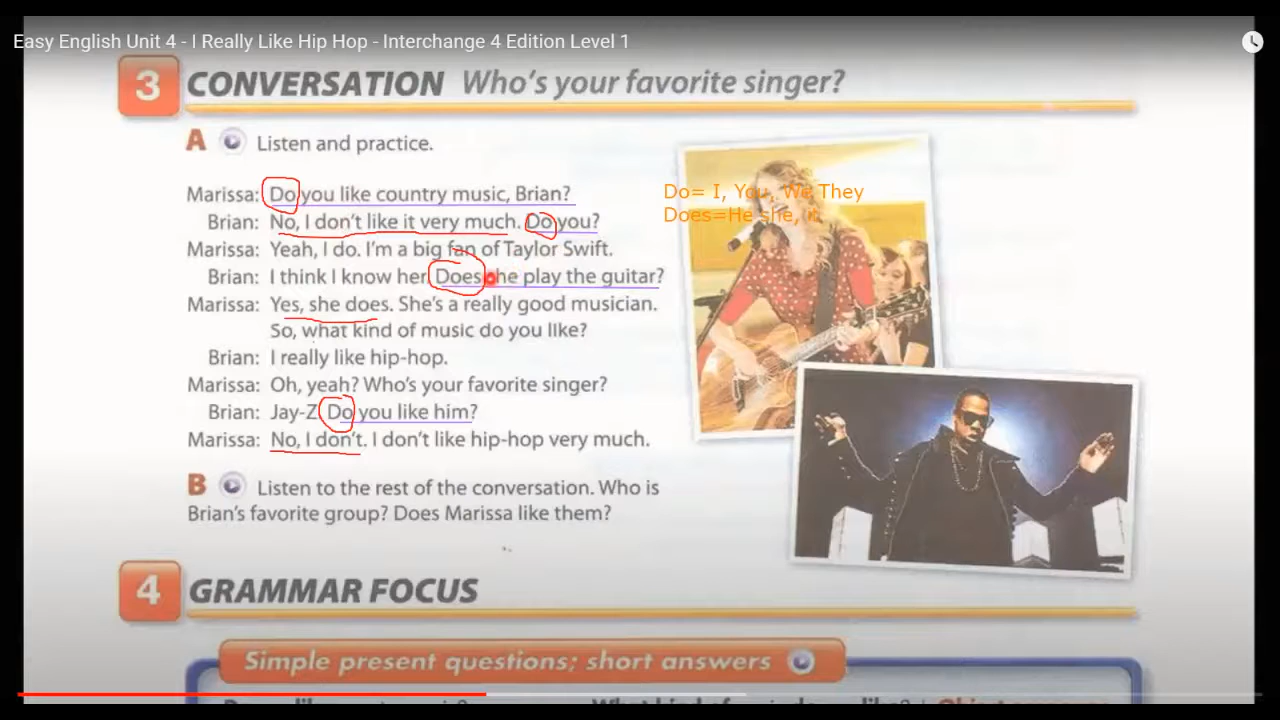 Easy English Unit 4 - I Really Like Hip Hop - Interchange 4 Edition Level 1
3 CONVERSATION Who's your favorite singer?
A Listen and practice.
Marissa: Do you like country music, Brian?
Brian: No, I don't like it very much. Do you?
Marissa: Yeah, I do. I'm a big fan of Taylor Swift.
Brian: I think I know her. Does she play the guitar?
Marissa: Yes, she does. She's a really good musician.
So, what kind of music do you like?
Brian: I really like hip-hop.
Marissa: Oh, yeah? Who's your favorite singer?
Brian: Jay-Z. Do you like him?
Marissa: No, I don't. I don't like hip-hop very much.
Do= I, You, We They
Does=He she, it
B Listen to the rest of the conversation. Who is
Brian's favorite group? Does Marissa like them?
4 GRAMMAR FOCUS
Simple present questions; short answers